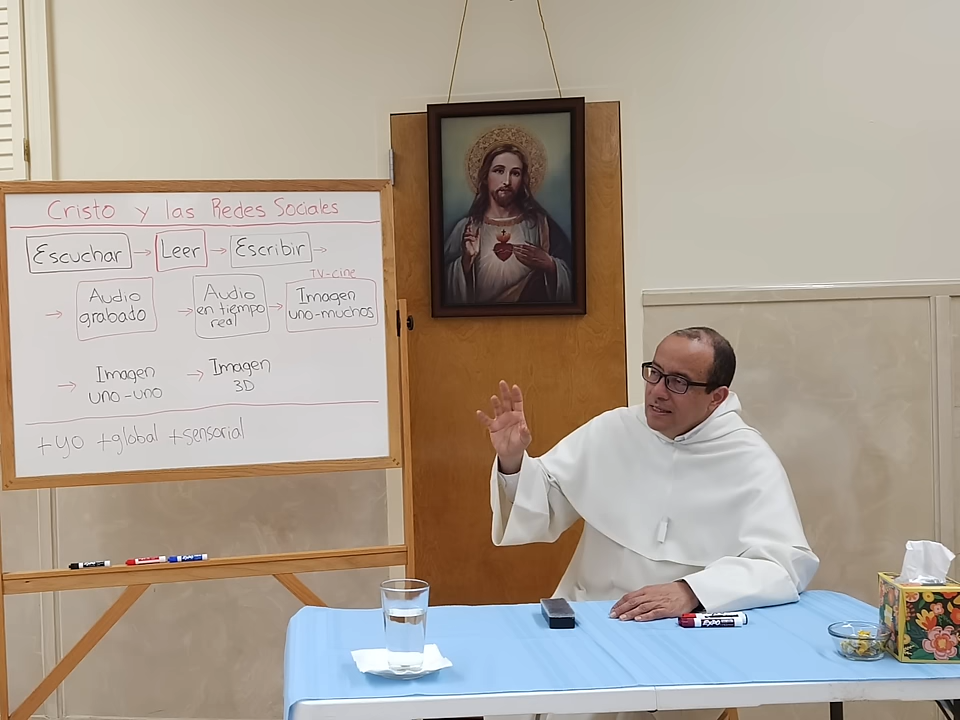 Cristo y las Redes Sociales
Escuchar → Leer → Escribir →
TV-cine
→ Audio grabado → Audio en tiempo real → Imagen uno-muchos
→ Imagen uno-uno → Imagen 3D
+yo +global +sensorial
EXPO